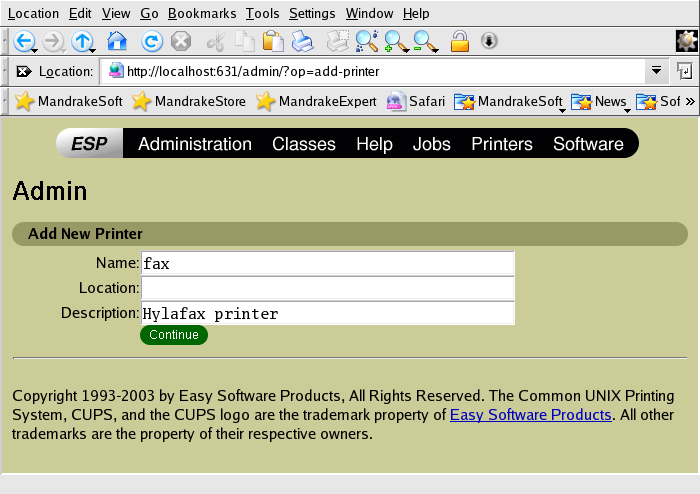 Location Edit View Go Bookmarks Tools Settings Window Help
Location: http://localhost:631/admin/?op=add-printer
MandrakeSoft MandrakeStore MandrakeExpert Safari MandrakeSoft News Sof »
ESP Administration Classes Help Jobs Printers Software
Admin
Add New Printer
Name: fax
Location:
Description: Hylafax printer
Continue
Copyright 1993-2003 by Easy Software Products, All Rights Reserved. The Common UNIX Printing
System, CUPS, and the CUPS logo are the trademark property of Easy Software Products. All other
trademarks are the property of their respective owners.